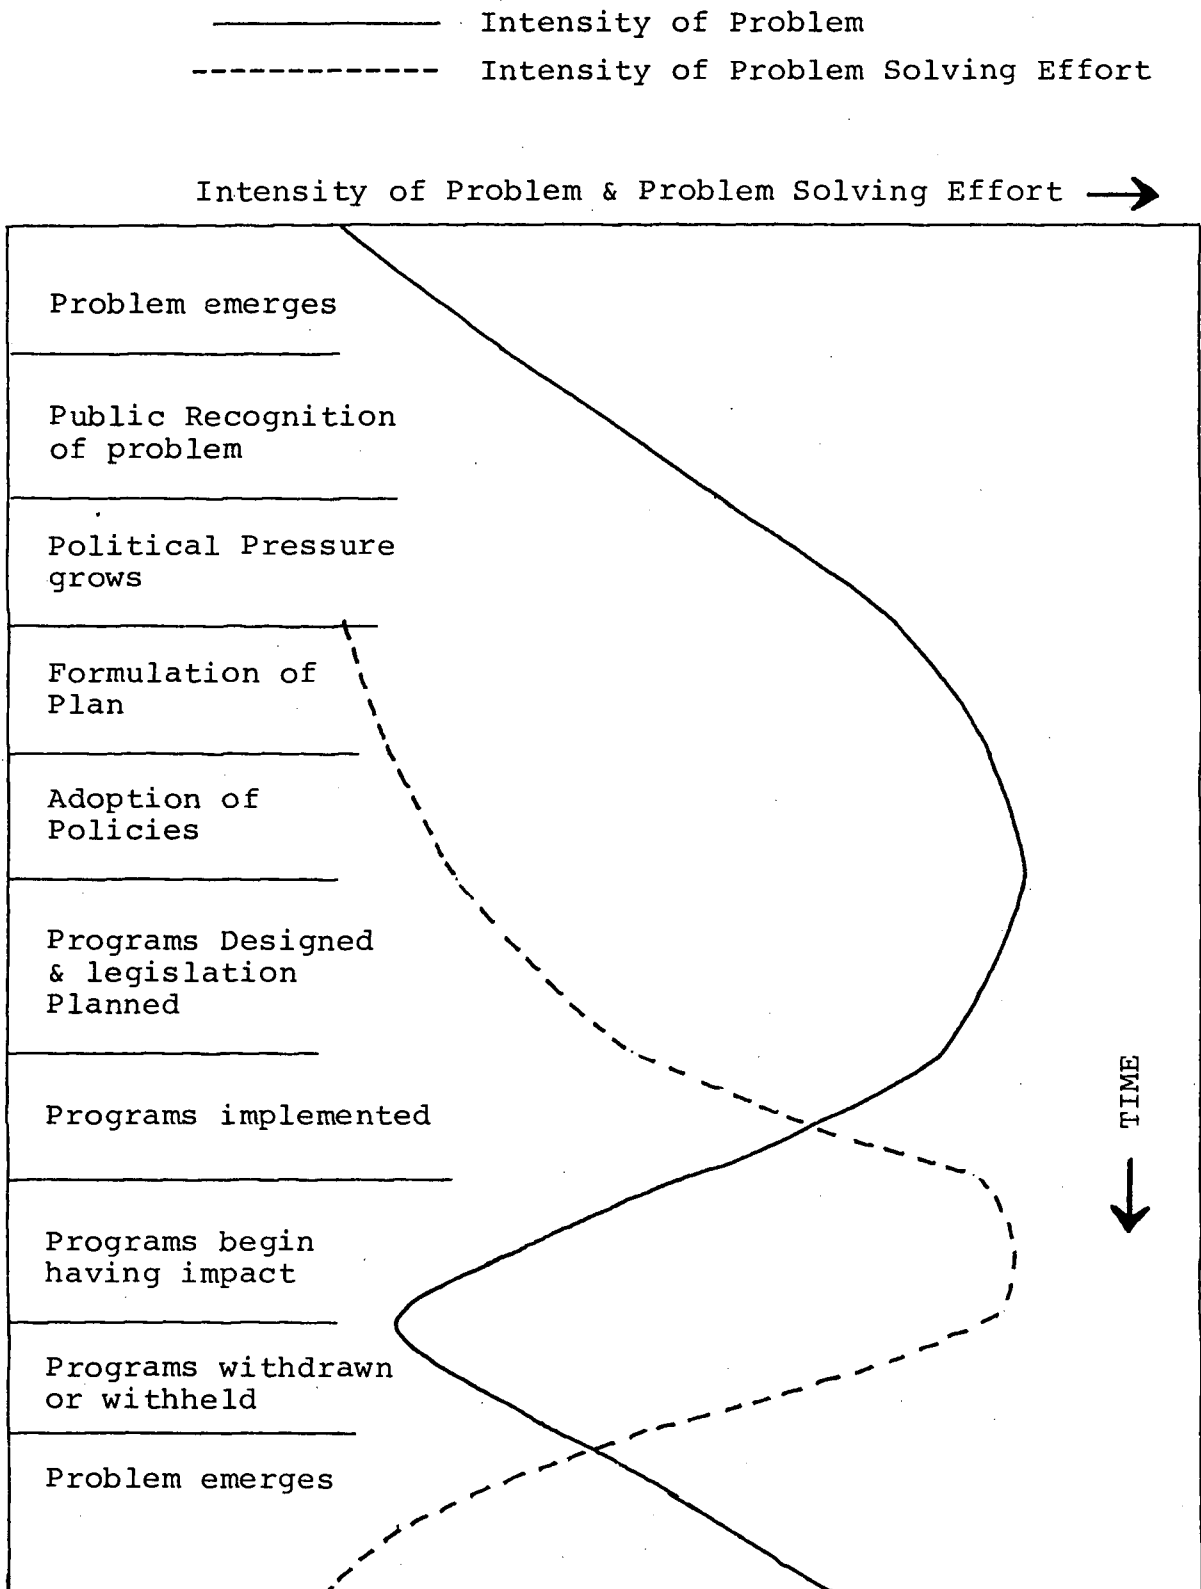 Intensity of Problem
Intensity of Problem Solving Effort
Intensity of Problem & Problem Solving Effort
Problem emerges
Public Recognition
of problem
Political Pressure
grows
Formulation of
Plan
Adoption of
Policies
Programs Designed
& legislation
Planned
Programs implemented
TIME
Programs begin
having impact
Programs withdrawn
or withheld
Problem emerges